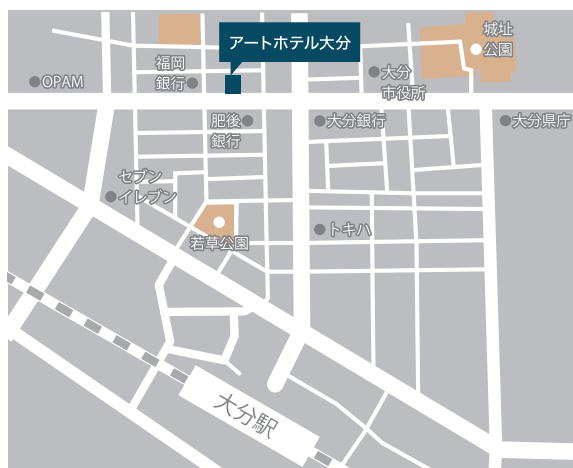 アートホテル大分
城址
公園
福岡
銀行
OPAM
大分
市役所
肥後
銀行
大分銀行
大分県庁
セブン
イレブン
若草公園
トキハ
大分駅